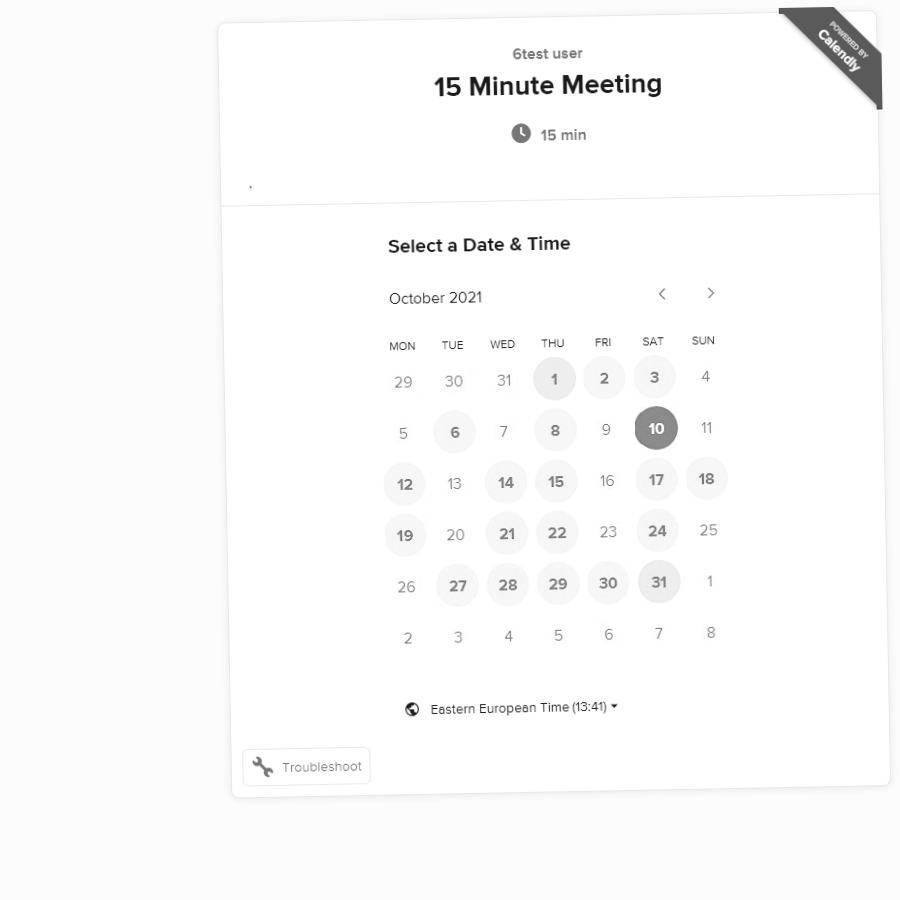 POWERED BY
Calendly
6test user
15 Minute Meeting
15 min
.
Select a Date & Time
October 2021
MON TUE WED THU FRI SAT SUN
29 30 31 1 2 3 4
5 6 7 8 9 10 11
12 13 14 15 16 17 18
19 20 21 22 23 24 25
26 27 28 29 30 31 1
2 3 4 5 6 7 8
Eastern European Time (13:41)
Troubleshoot